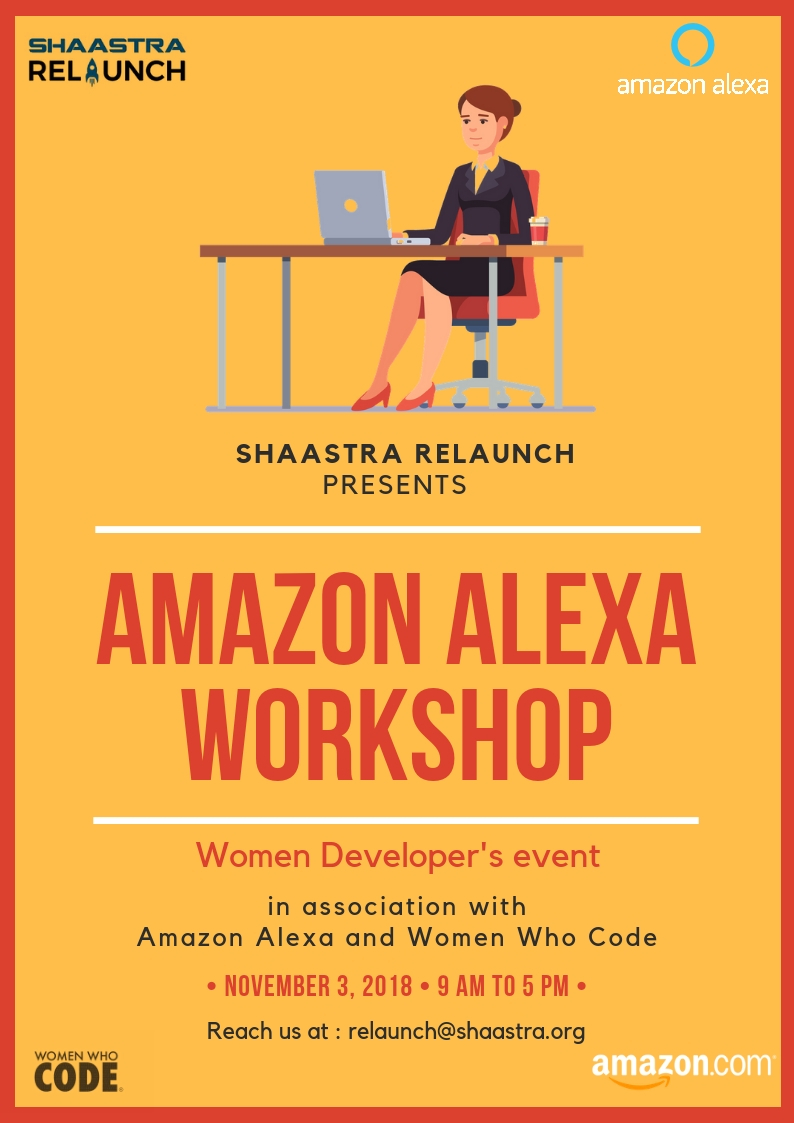 SHAASTRA
RELAUNCH
amazon alexa
SHAASTRA RELAUNCH
PRESENTS
AMAZON ALEXA
WORKSHOP
Women Developer's event
in association with
Amazon Alexa and Women Who Code
• NOVEMBER 3, 2018 • 9 AM TO 5 PM •
Reach us at : relaunch@shaastra.org
WOMEN WHO
CODE
amazon.com